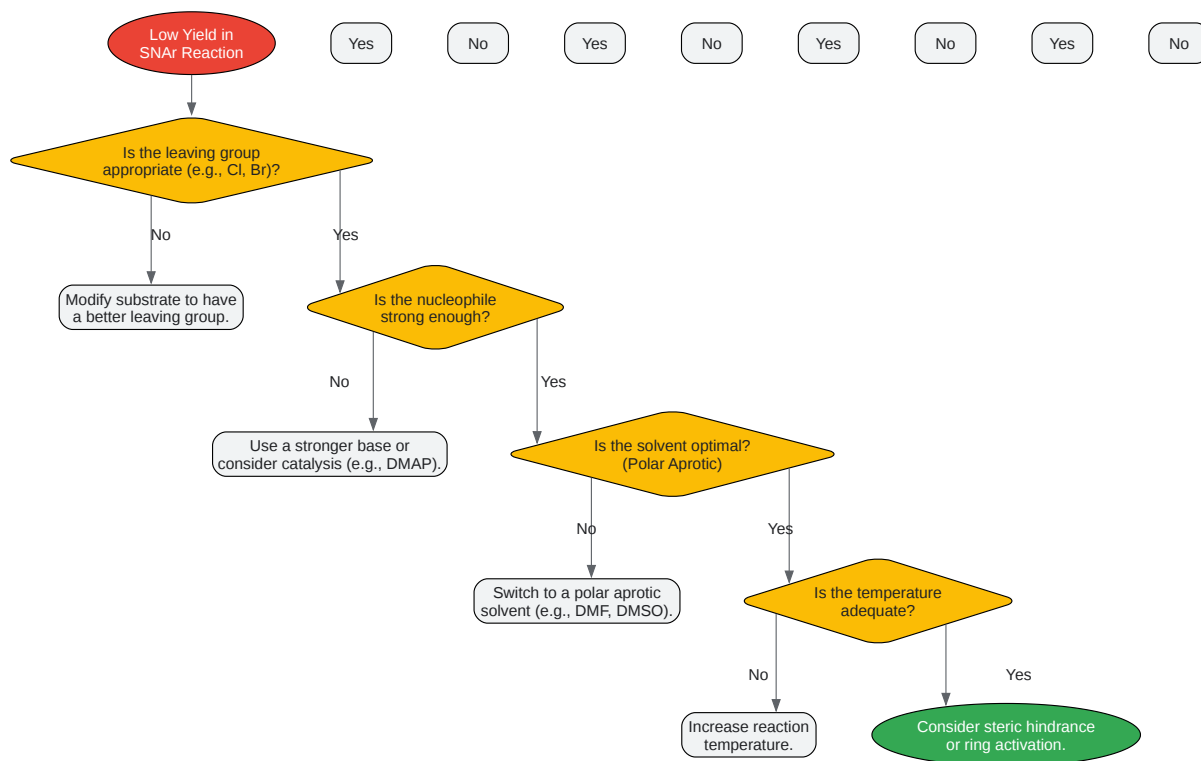 Low Yield in
SNAr Reaction
Yes
No
Yes
No
Yes
No
Yes
No
Is the leaving group
appropriate (e.g., Cl, Br)?
No
Yes
Modify substrate to have
a better leaving group.
Is the nucleophile
strong enough?
No
Yes
Use a stronger base or
consider catalysis (e.g., DMAP).
Is the solvent optimal?
(Polar Aprotic)
No
Yes
Switch to a polar aprotic
solvent (e.g., DMF, DMSO).
Is the temperature
adequate?
No
Yes
Increase reaction
temperature.
Consider steric hindrance
or ring activation.